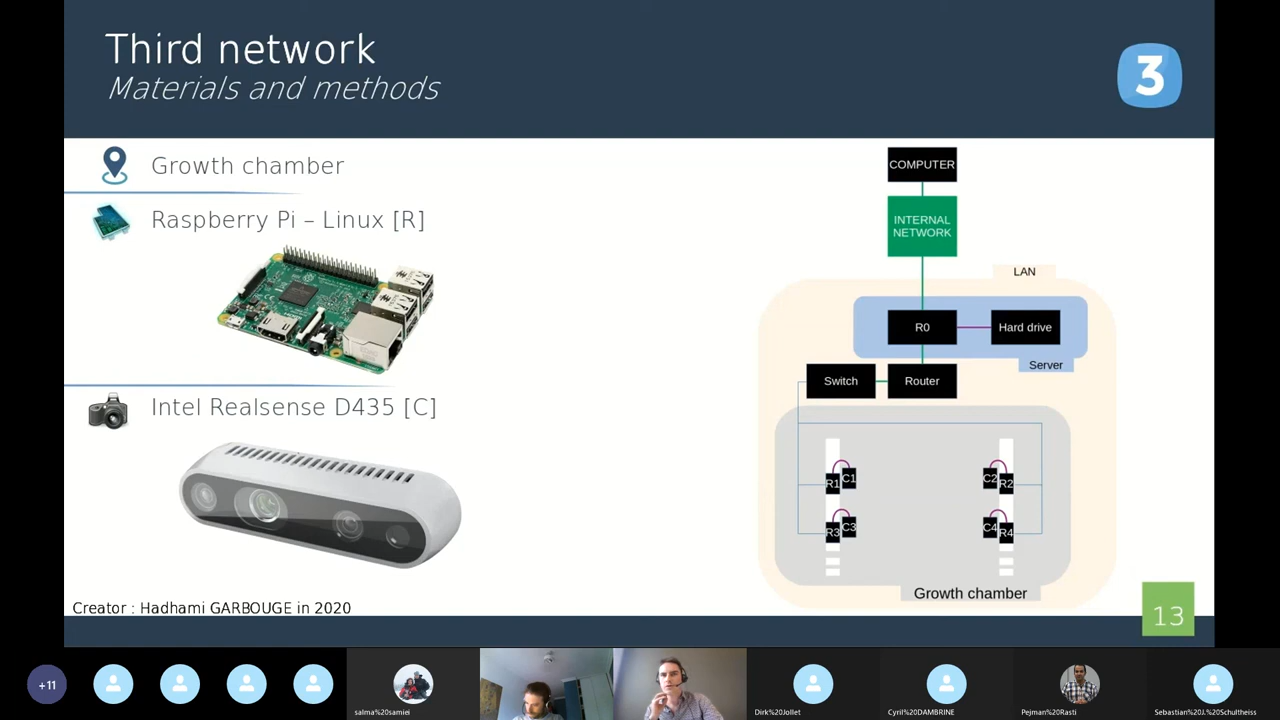 Third network
Materials and methods
3
Growth chamber
Raspberry Pi – Linux [R]
Intel Realsense D435 [C]
Creator : Hadhami GARBOUGE in 2020
COMPUTER
INTERNAL
NETWORK
LAN
R0
Hard drive
Server
Switch
Router
R1
C1
C2
R2
R3
C3
C4
R4
Growth chamber
13
+11
salma%20samiei
Dirk%20Jollet
Cyril%20DAMBRINE
Pejman%20Rasti
Sebastian%20J.%20Schultheiss